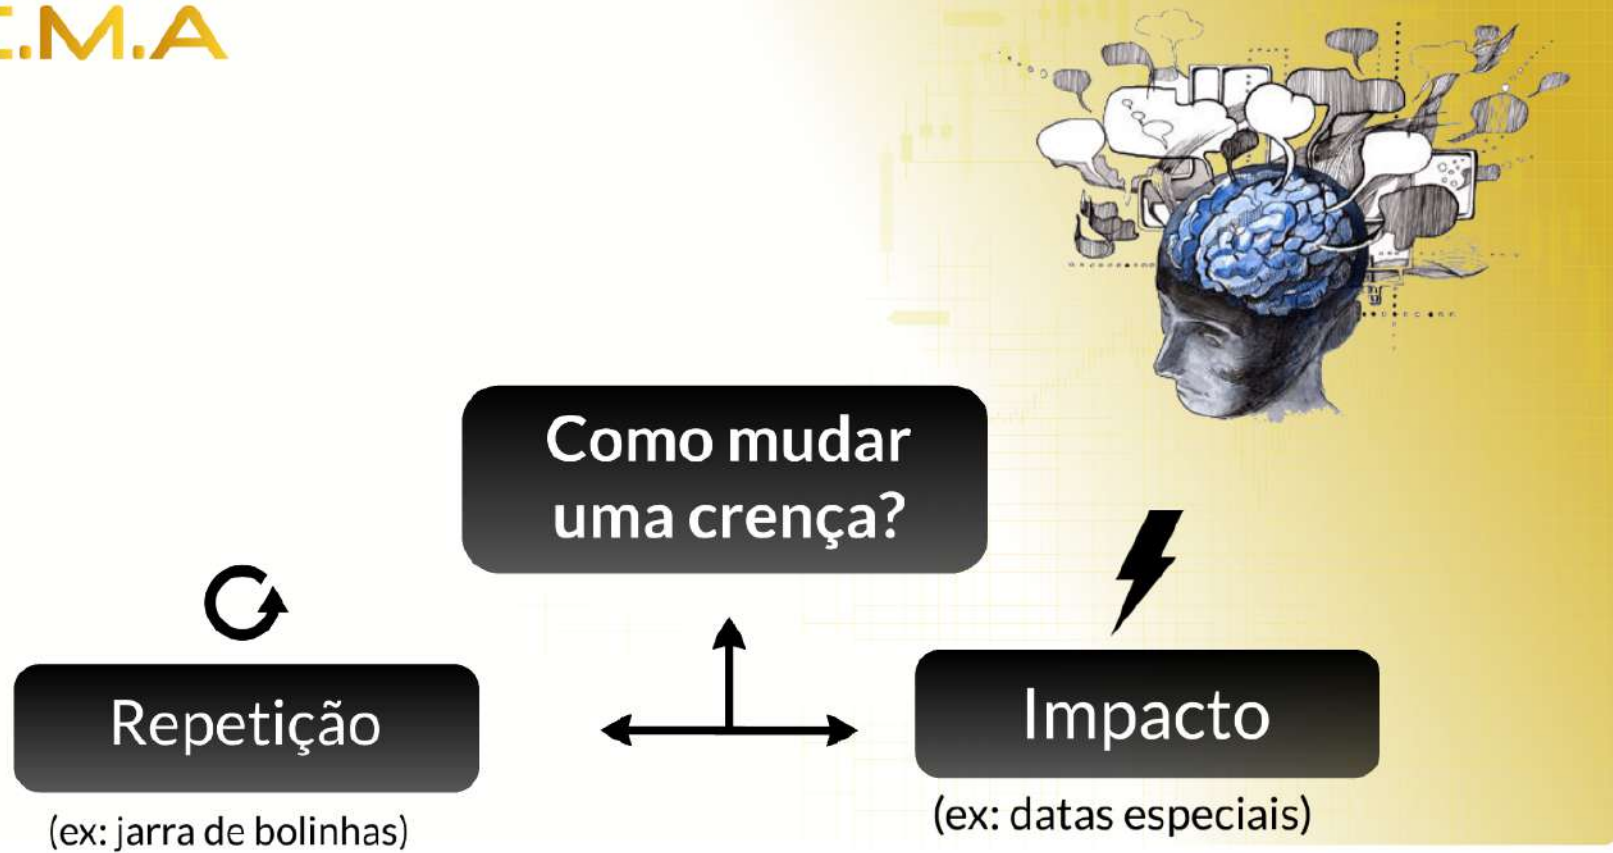 .M.A
Como mudar
uma crença?
Repetição
Impacto
(ex: jarra de bolinhas)
(ex: datas especiais)